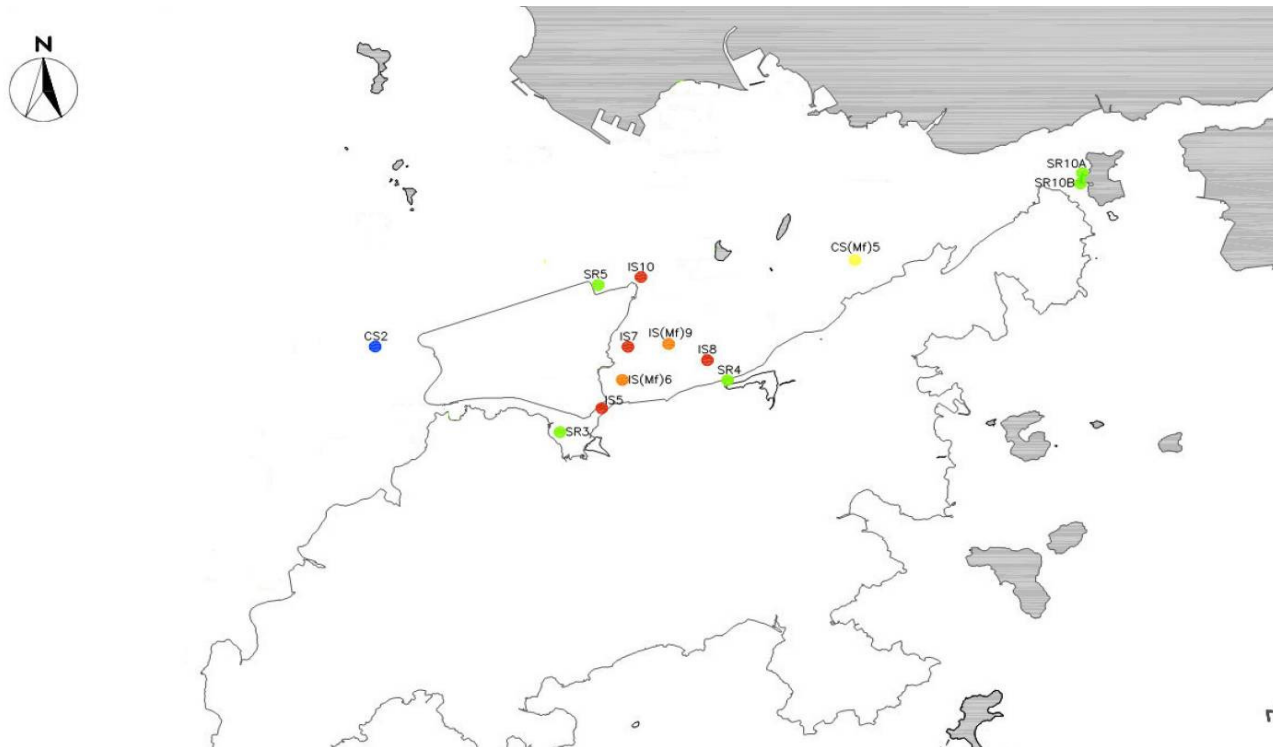 N
SR10A
SR10B
CS(Mf)5
SR5
IS10
CS2
IS7
IS(Mf)9
IS8
SR4
IS(Mf)6
IS5
SR3